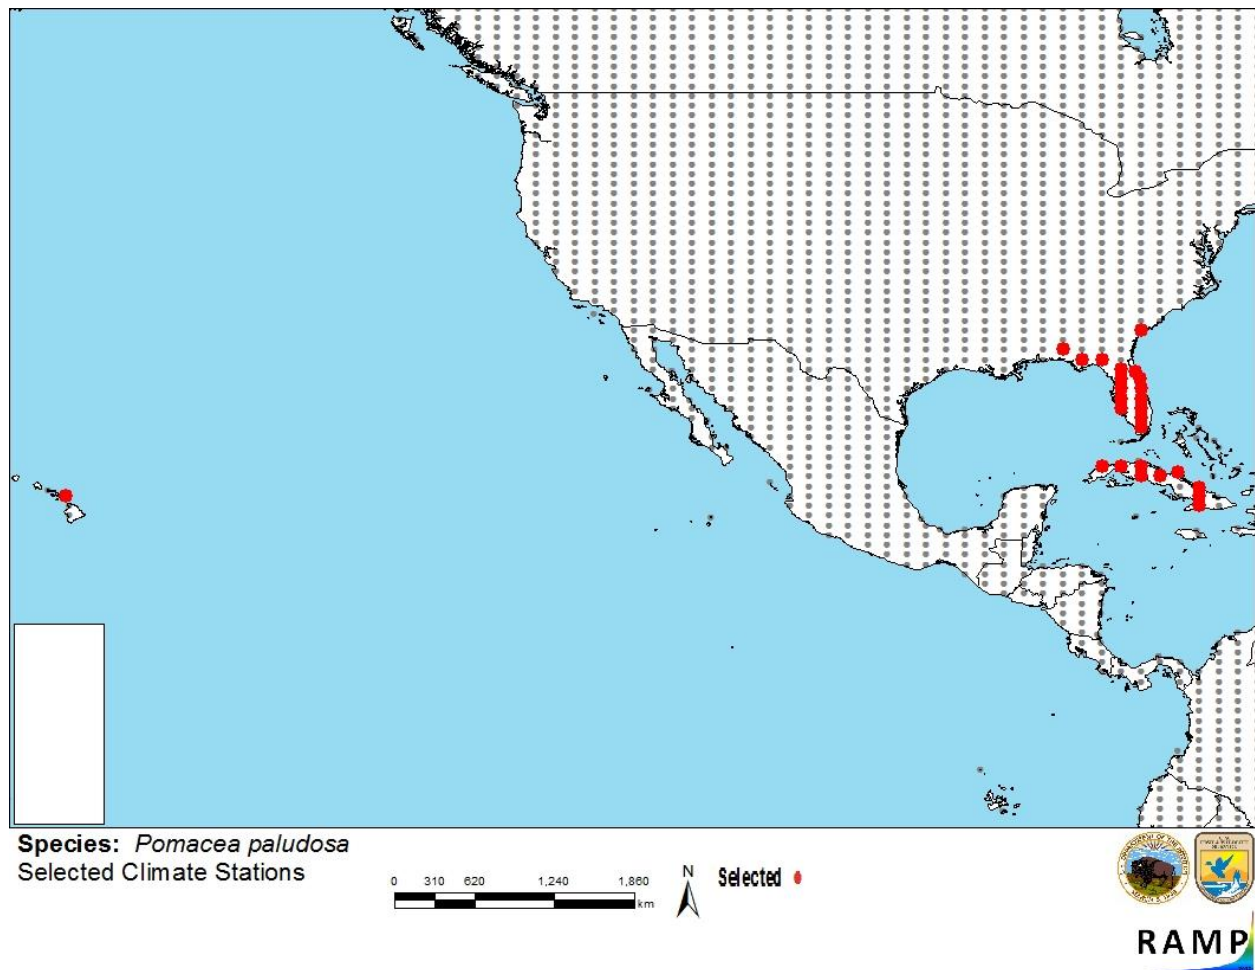 Species: Pomacea paludosa
Selected Climate Stations
0 310 620 1,240 1,860
km
N
Selected
RAMP